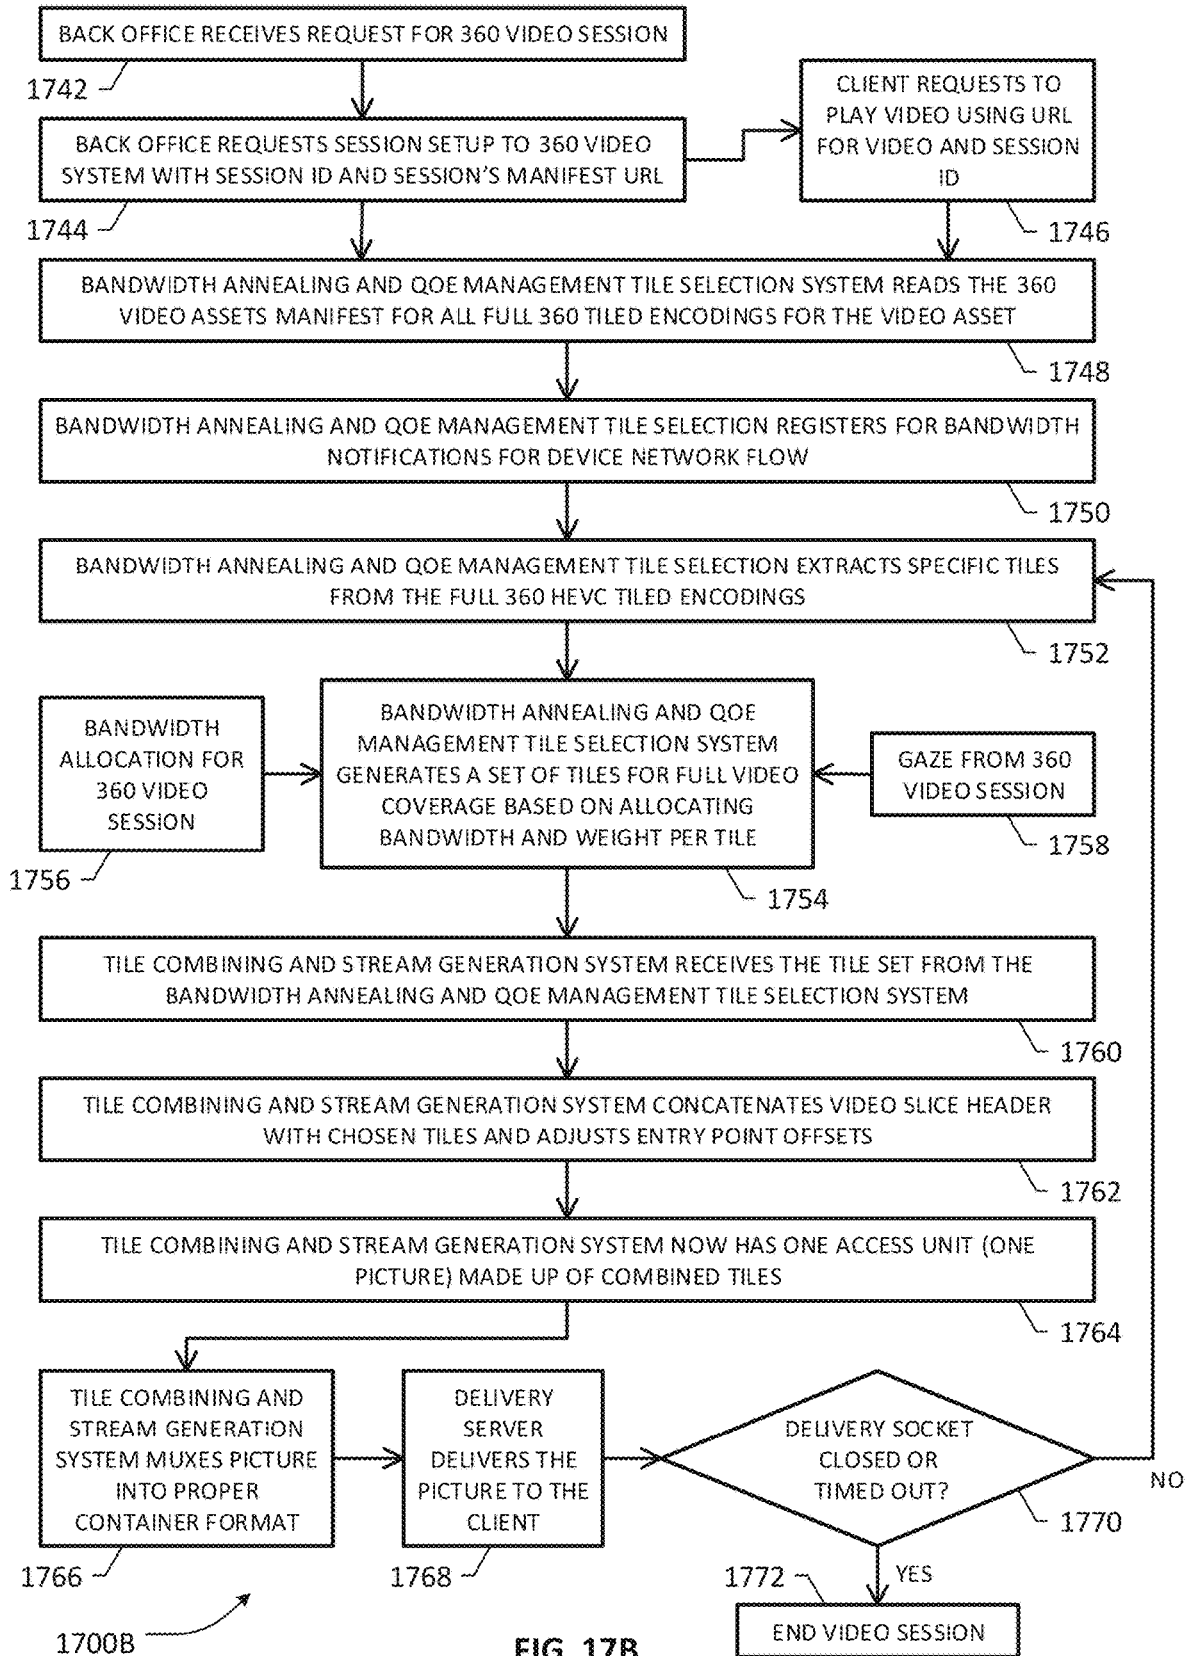 BACK OFFICE RECEIVES REQUEST FOR 360 VIDEO SESSION
1742
CLIENT REQUESTS TO
PLAY VIDEO USING URL
FOR VIDEO AND SESSION
ID
BACK OFFICE REQUESTS SESSION SETUP TO 360 VIDEO
SYSTEM WITH SESSION ID AND SESSION'S MANIFEST URL
1744
1746
BANDWIDTH ANNEALING AND QOE MANAGEMENT TILE SELECTION SYSTEM READS THE 360
VIDEO ASSETS MANIFEST FOR ALL FULL 360 TILED ENCODINGS FOR THE VIDEO ASSET
1748
BANDWIDTH ANNEALING AND QOE MANAGEMENT TILE SELECTION REGISTERS FOR BANDWIDTH
NOTIFICATIONS FOR DEVICE NETWORK FLOW
1750
BANDWIDTH ANNEALING AND QOE MANAGEMENT TILE SELECTION EXTRACTS SPECIFIC TILES
FROM THE FULL 360 HEVC TILED ENCODINGS
1752
BANDWIDTH
ALLOCATION FOR
360 VIDEO
SESSION
1756
BANDWIDTH ANNEALING AND QOE
MANAGEMENT TILE SELECTION SYSTEM
GENERATES A SET OF TILES FOR FULL VIDEO
COVERAGE BASED ON ALLOCATING
BANDWIDTH AND WEIGHT PER TILE
1754
GAZE FROM 360
VIDEO SESSION
1758
TILE COMBINING AND STREAM GENERATION SYSTEM RECEIVES THE TILE SET FROM THE
BANDWIDTH ANNEALING AND QOE MANAGEMENT TILE SELECTION SYSTEM
1760
TILE COMBINING AND STREAM GENERATION SYSTEM CONCATENATES VIDEO SLICE HEADER
WITH CHOSEN TILES AND ADJUSTS ENTRY POINT OFFSETS
1762
TILE COMBINING AND STREAM GENERATION SYSTEM NOW HAS ONE ACCESS UNIT (ONE
PICTURE) MADE UP OF COMBINED TILES
1764
TILE COMBINING AND
STREAM GENERATION
SYSTEM MUXES PICTURE
INTO PROPER
CONTAINER FORMAT
1766
DELIVERY
SERVER
DELIVERS THE
PICTURE TO THE
CLIENT
1768
DELIVERY SOCKET
CLOSED OR
TIMED OUT?
1770
NO
YES
1772
END VIDEO SESSION
1700B
FIG. 17B